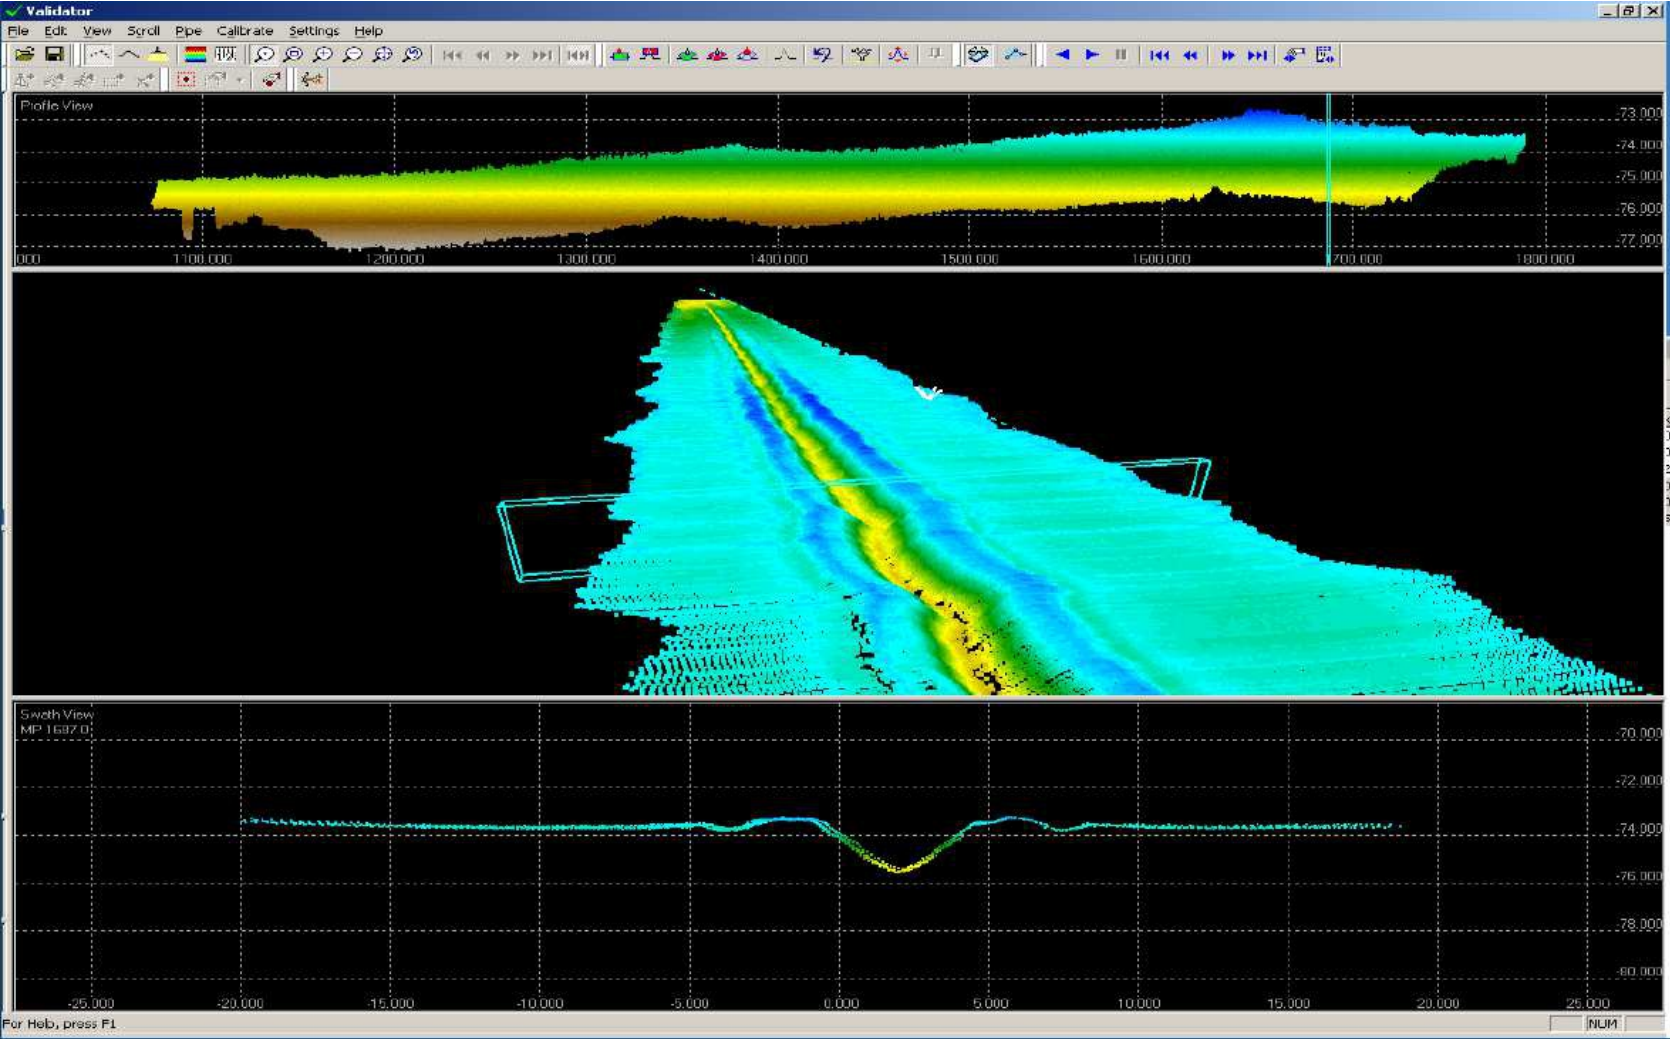 Validator
File Edit View Scroll Pipe Calibrate Settings Help
Profile View
-73.000
-74.000
-75.000
-76.000
-77.000
000 1100.000 1200.000 1300.000 1400.000 1500.000 1600.000 1700.000 1800.000
Swath View
MP 1687.0
-70.000
-72.000
-74.000
-76.000
-78.000
-80.000
-25.000 -20.000 -15.000 -10.000 -5.000 0.000 5.000 10.000 15.000 20.000 25.000
For Help, press F1 NUM